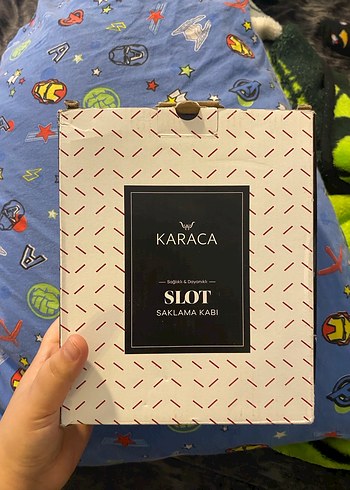 KARACA
Sağlıklı & Dayanıklı
SLOT
SAKLAMA KABI